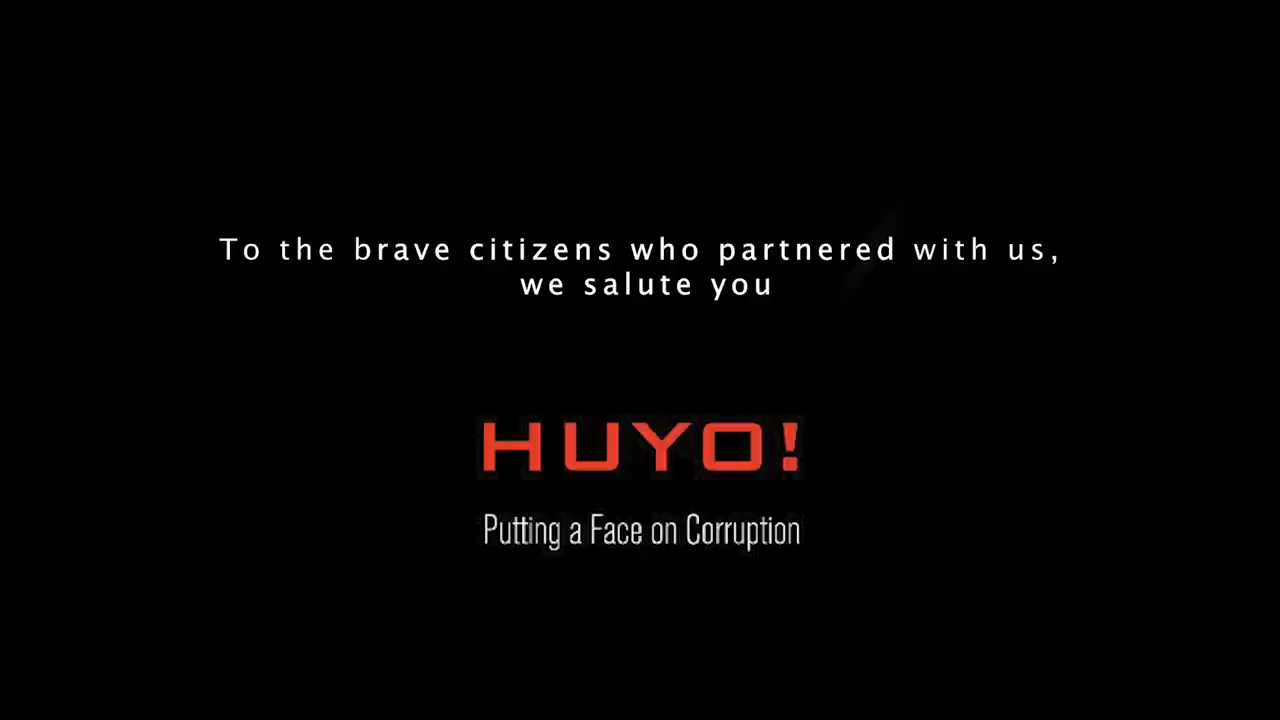 To the brave citizens who partnered with us,
we salute you
HUYO!
Putting a Face on Corruption